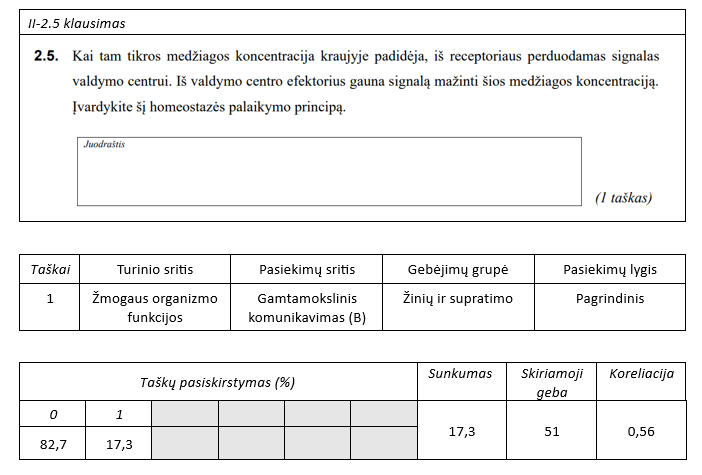 II-2.5 klausimas
2.5. Kai tam tikros medžiagos koncentracija kraujyje padidėja, iš receptoriaus perduodamas signalas
valdymo centrui. Iš valdymo centro efektorius gauna signalą mažinti šios medžiagos koncentraciją.
Įvardykite šį homeostazės palaikymo principą.
Juodraštis
(1 taškas)
Taškai Turinio sritis Pasiekimų sritis Gebėjimų grupė Pasiekimų lygis
1 Žmogaus organizmo Gamtamokslinis Žinių ir supratimo Pagrindinis
funkcijos komunikavimas (B)
Taškų pasiskirstymas (%) Sunkumas Skiriamoji Koreliacija
geba
0 1
82,7 17,3 17,3 51 0,56